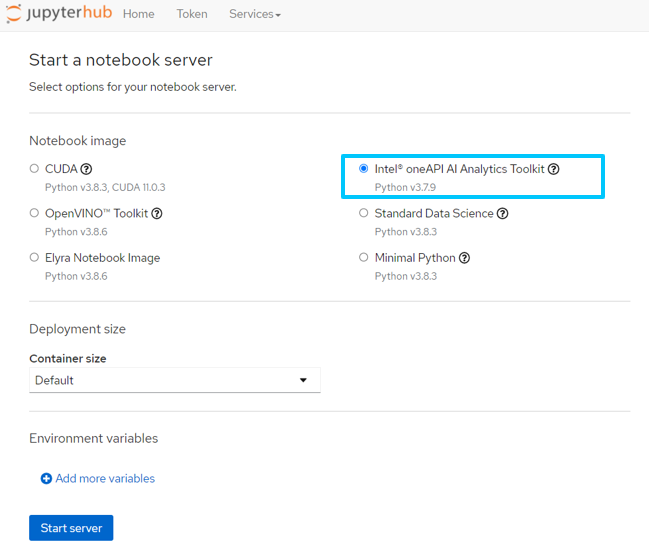 jupyterhub Home Token Services
Start a notebook server
Select options for your notebook server.
Notebook image
CUDA ?
Python v3.8.3, CUDA 11.0.3
Intel® oneAPI AI Analytics Toolkit ?
Python v3.7.9
OpenVINO™ Toolkit ?
Python v3.8.6
Standard Data Science ?
Python v3.8.3
Elyra Notebook Image
Python v3.8.6
Minimal Python ?
Python v3.8.3
Deployment size
Container size
Default
Environment variables
Add more variables
Start server